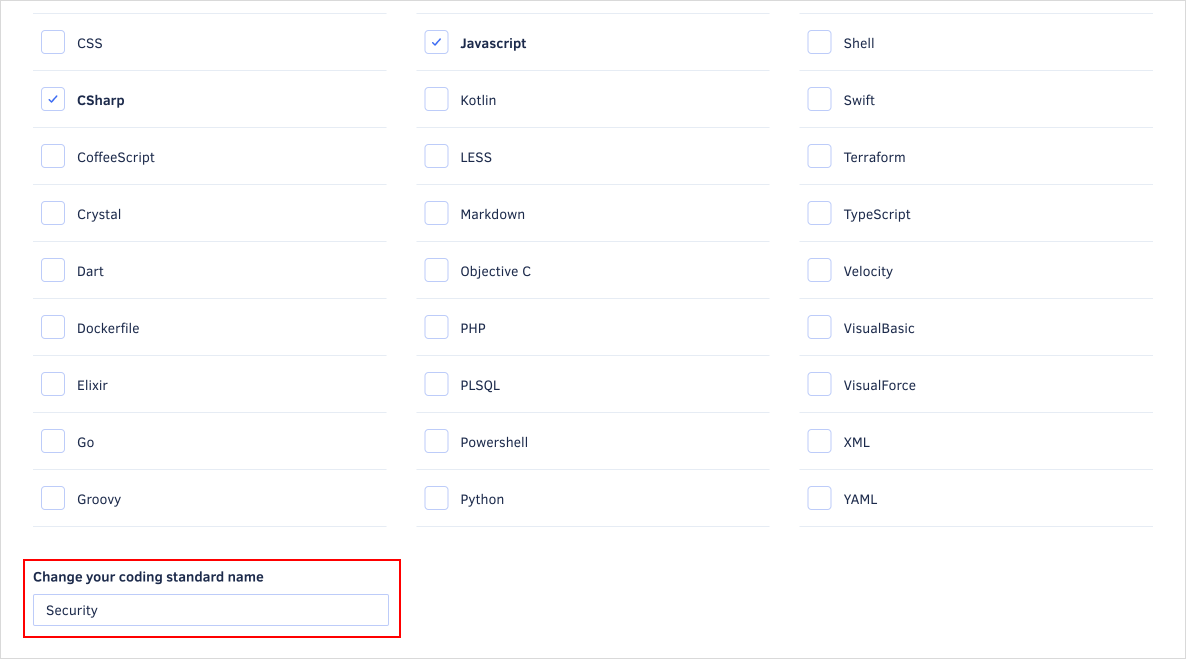 CSS
CSharp
CoffeeScript
Crystal
Dart
Dockerfile
Elixir
Go
Groovy
Javascript
Kotlin
LESS
Markdown
Objective C
PHP
PLSQL
Powershell
Python
Shell
Swift
Terraform
TypeScript
Velocity
VisualBasic
VisualForce
XML
YAML
Change your coding standard name
Security